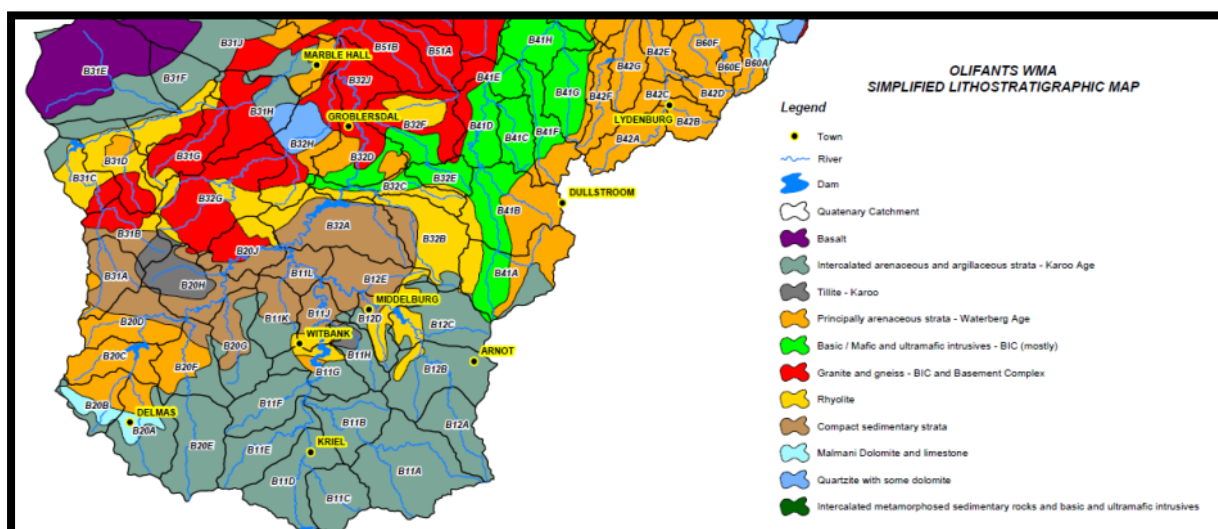 OLIFANTS WMA
SIMPLIFIED LITHOSTRATIGRAPHIC MAP
Legend
Town
River
Dam
Quatenary Catchment
Basalt
Intercalated arenaceous and argillaceous strata - Karoo Age
Tillite - Karoo
Principally arenaceous strata - Waterberg Age
Basic / Mafic and ultramafic intrusives - BIC (mostly)
Granite and gneiss - BIC and Basement Complex
Rhyolite
Compact sedimentary strata
Malmani Dolomite and limestone
Quartzite with some dolomite
Intercalated metamorphosed sedimentary rocks and basic and ultramafic intrusives
B31J
B51B
B51A
B41H
B42E
B60F
MARBLE HALL
B31E
B31F
B32J
B41E
B42G
B60E
B60A
B41G
B42F
B42C
B42D
B31H
GROBLERSDAL
B32F
B41D
B41C
B41F
LYDENBURG
B42B
B32H
B42A
B31G
B31D
B32D
B31C
B32C
B32E
B32G
DULLSTROOM
B41B
B32A
B31B
B32B
B20J
B31A
B11L
B41A
B20H
B12E
MIDDELBURG
B20D
B11K
B11J
B12D
B12C
WITBANK
B20C
B20G
B11H
ARNOT
B20F
B11G
B12B
B20B
DELMAS
B11F
B20A
B11B
B12A
B20E
B11E
KRIEL
B11A
B11D
B11C